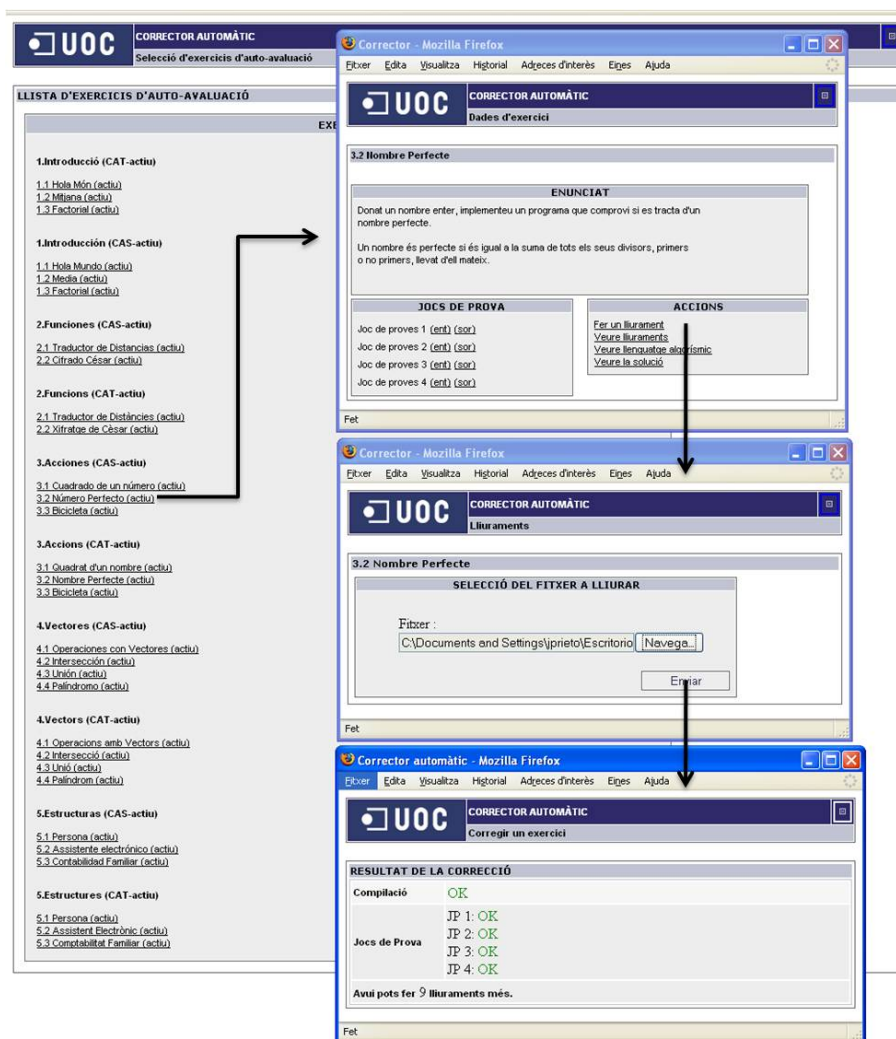 UOC
CORRECTOR AUTOMÀTIC
Selecció d'exercicis d'auto-avaluació
LLISTA D'EXERCICIS D'AUTO-AVALUACIÓ
EXE
1.Introducció (CAT-actiu)
1.1 Hola Món (actiu)
1.2 Mitjana (actiu)
1.3 Factorial (actiu)
1.Introducción (CAS-actiu)
1.1 Hola Mundo (actiu)
1.2 Media (actiu)
1.3 Factorial (actiu)
2.Funciones (CAS-actiu)
2.1 Traductor de Distancias (actiu)
2.2 Cifrado César (actiu)
2.Funcions (CAT-actiu)
2.1 Traductor de Distàncies (actiu)
2.2 Xifratge de Cèsar (actiu)
3.Acciones (CAS-actiu)
3.1 Cuadrado de un número (actiu)
3.2 Número Perfecto (actiu)
3.3 Bicicleta (actiu)
3.Accions (CAT-actiu)
3.1 Quadrat d'un nombre (actiu)
3.2 Nombre Perfecte (actiu)
3.3 Bicicleta (actiu)
4.Vectores (CAS-actiu)
4.1 Operaciones con Vectores (actiu)
4.2 Intersección (actiu)
4.3 Unión (actiu)
4.4 Palíndromo (actiu)
4.Vectors (CAT-actiu)
4.1 Operacions amb Vectors (actiu)
4.2 Intersecció (actiu)
4.3 Unió (actiu)
4.4 Palíndrom (actiu)
5.Estructuras (CAS-actiu)
5.1 Persona (actiu)
5.2 Assistente electrónico (actiu)
5.3 Contabilidad Familiar (actiu)
5.Estructures (CAT-actiu)
5.1 Persona (actiu)
5.2 Assistent Electrònic (actiu)
5.3 Comptabilitat Familiar (actiu)
Corrector - Mozilla Firefox
Fitxer Edita Visualitza Historial Adreces d'interès Eines Ajuda
UOC
CORRECTOR AUTOMÀTIC
Dades d'exercici
3.2 Nombre Perfecte
ENUNCIAT
Donat un nombre enter, implementeu un programa que comprovi si es tracta d'un
nombre perfecte.
Un nombre és perfecte si és igual a la suma de tots els seus divisors, primers
o no primers, llevat d'ell mateix.
JOCS DE PROVA
Joc de proves 1 (ent) (sor)
Joc de proves 2 (ent) (sor)
Joc de proves 3 (ent) (sor)
Joc de proves 4 (ent) (sor)
ACCIONS
Fer un lliurament
Veure lliuraments
Veure llenguatge algorísmic
Veure la solució
Fet
Corrector - Mozilla Firefox
Fitxer Edita Visualitza Historial Adreces d'interès Eines Ajuda
UOC
CORRECTOR AUTOMÀTIC
Lliuraments
3.2 Nombre Perfecte
SELECCIÓ DEL FITXER A LLIURAR
Fitxer :
C:\Documents and Settings\jprieto\Escritorio Navega...
Enviar
Fet
Corrector automàtic - Mozilla Firefox
Fitxer Edita Visualitza Historial Adreces d'interès Eines Ajuda
UOC
CORRECTOR AUTOMÀTIC
Corregir un exercici
RESULTAT DE LA CORRECCIÓ
Compilació OK
Jocs de Prova
JP 1: OK
JP 2: OK
JP 3: OK
JP 4: OK
Avui pots fer 9 lliuraments més.
Fet